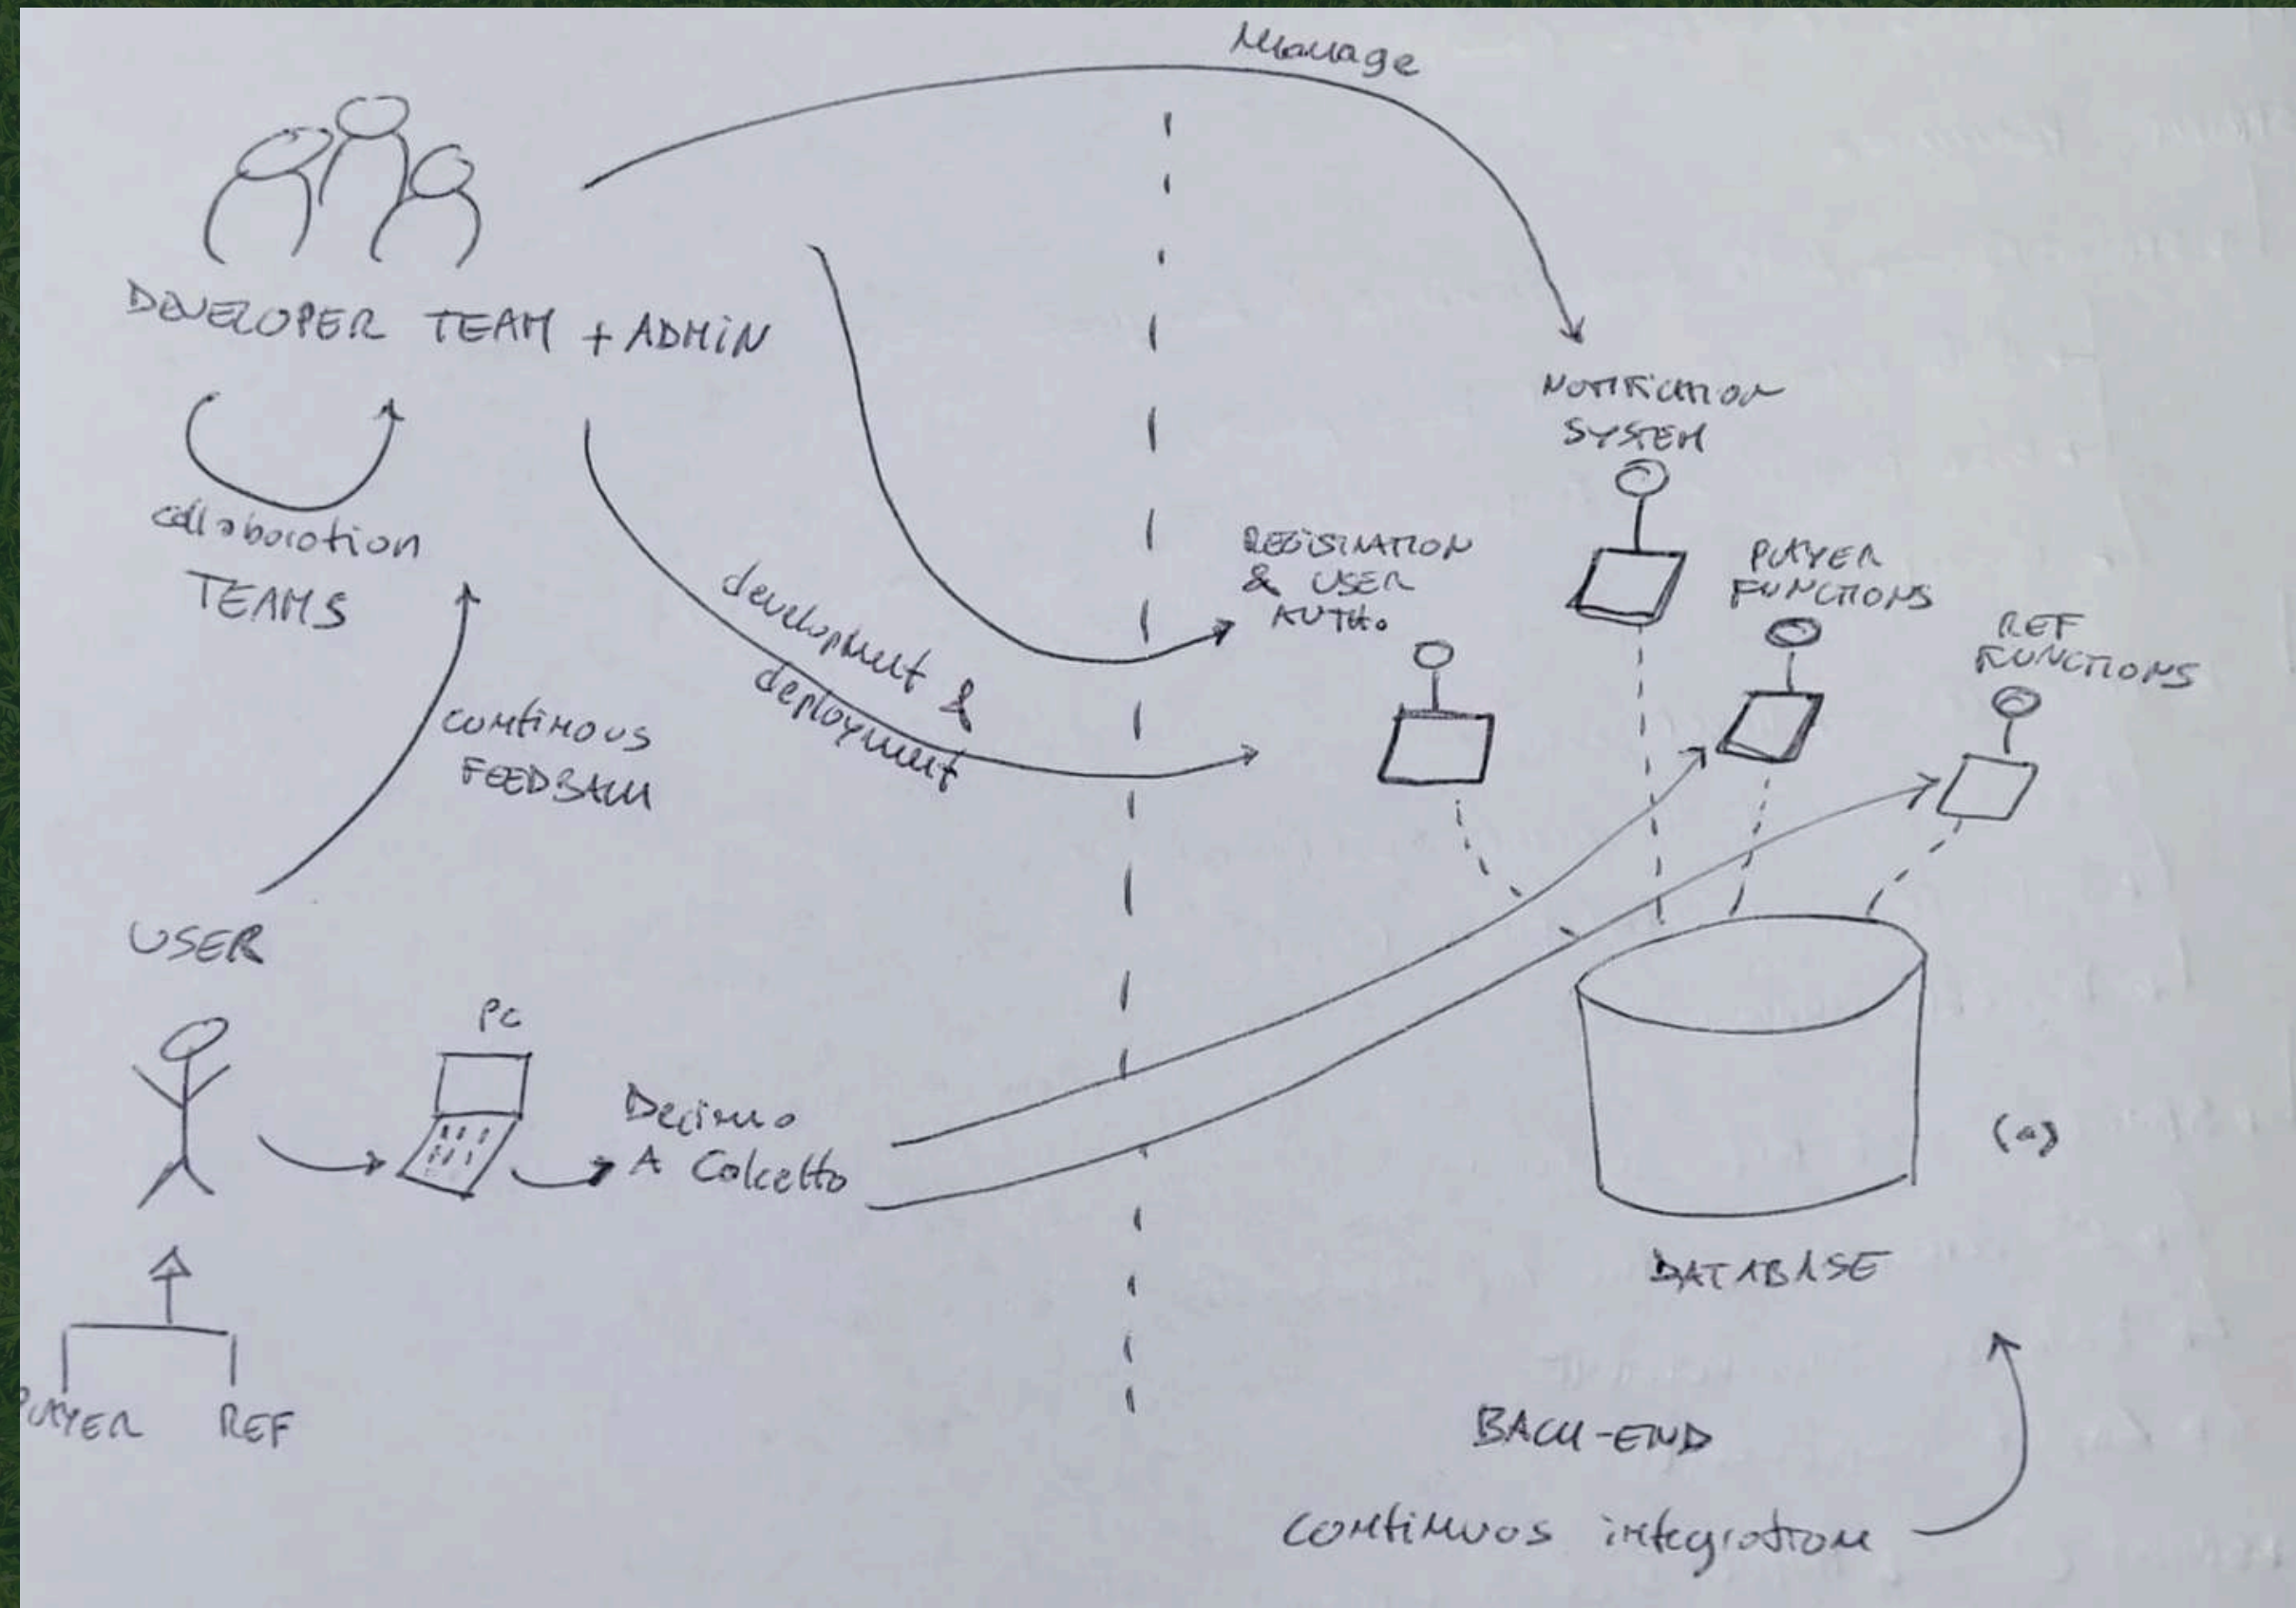 Manage
DEVELOPER TEAM + ADMIN
collaboration
TEAMS
NOTIFICATION
SYSTEM
REGISTRATION
& USER
AUTH.
PLAYER
FUNCTIONS
REF
FUNCTIONS
development &
deployment
continous
FEEDBACK
USER
PC
Decimo
A Calcetto
(a)
DATABASE
PLAYER REF
BACK-END
continuos integration